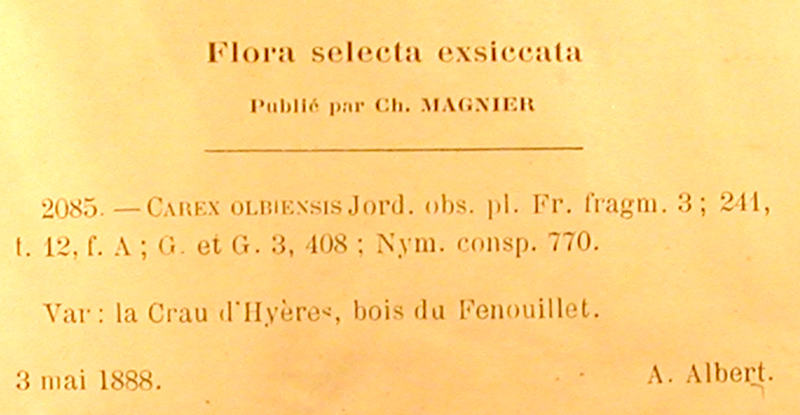 Flora selecta exsiccata
Publié par Ch. MAGNIER
2085. — CAREX OLBIENSIS Jord. obs. pl. Fr. fragm. 3 ; 241,
t. 12, f. A ; G. et G. 3, 408 ; Nym. consp. 770.
Var : la Crau d'Hyères, bois du Fenouillet.
3 mai 1888. A. Albert.